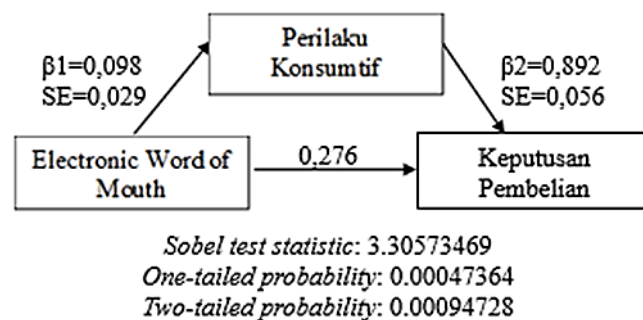 Perilaku
Konsumtif
β1=0,098
SE=0,029
β2=0,892
SE=0,056
Electronic Word of
Mouth
0,276
Keputusan
Pembelian
Sobel test statistic: 3.30573469
One-tailed probability: 0.00047364
Two-tailed probability: 0.00094728